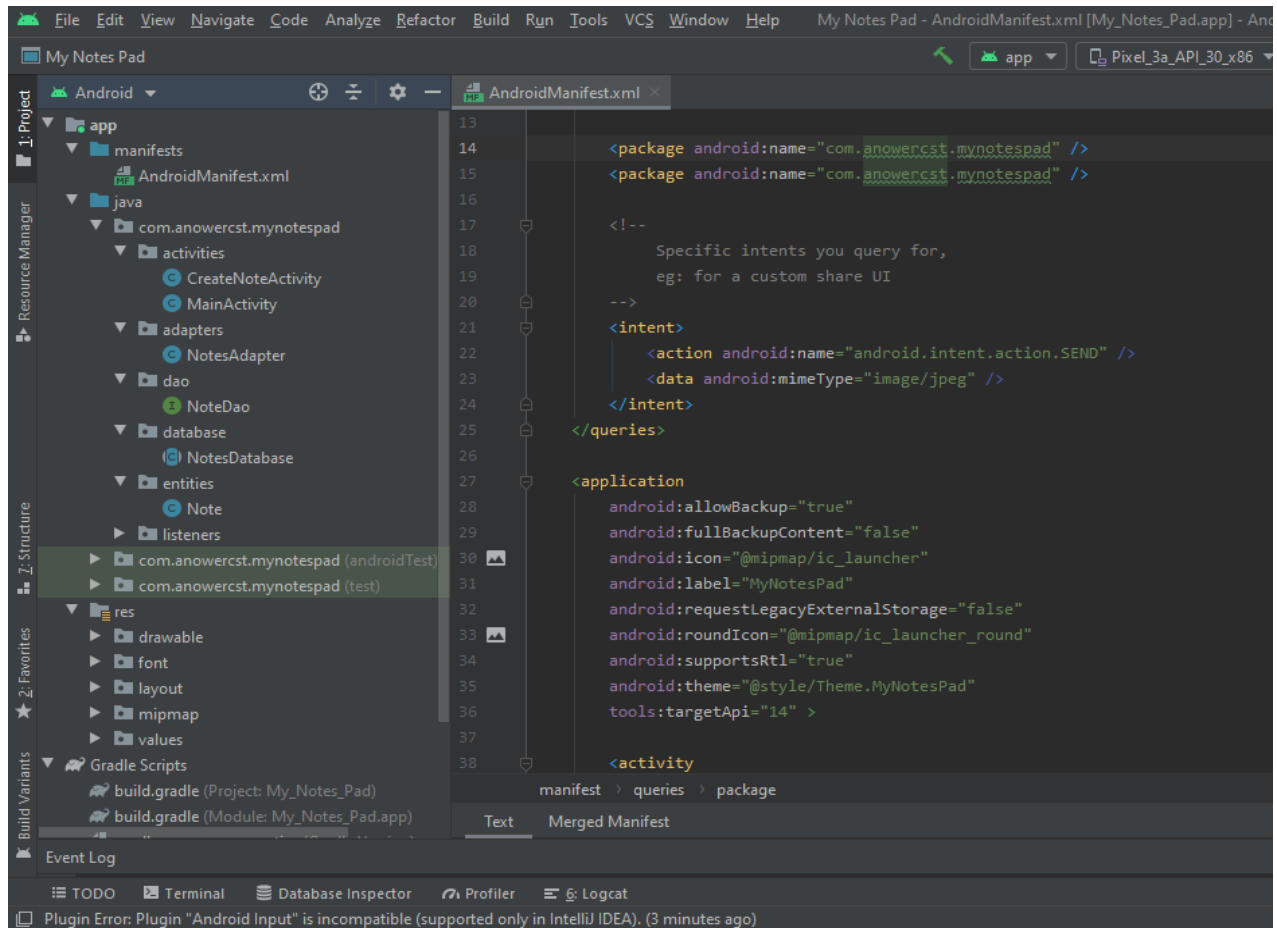 File Edit View Navigate Code Analyze Refactor Build Run Tools VCS Window Help My Notes Pad - AndroidManifest.xml [My_Notes_Pad.app] - And
My Notes Pad
app Pixel_3a_API_30_x86
1: Project
Resource Manager
7: Structure
2: Favorites
Build Variants
Android
app
manifests
AndroidManifest.xml
java
com.anowercst.mynotespad
activities
CreateNoteActivity
MainActivity
adapters
NotesAdapter
dao
NoteDao
database
NotesDatabase
entities
Note
listeners
com.anowercst.mynotespad (androidTest)
com.anowercst.mynotespad (test)
res
drawable
font
layout
mipmap
values
Gradle Scripts
build.gradle (Project: My_Notes_Pad)
build.gradle (Module: My_Notes_Pad.app)
AndroidManifest.xml
13
14 <package android:name="com.anowercst.mynotespad" />
15 <package android:name="com.anowercst.mynotespad" />
16
17 <!--
18 Specific intents you query for,
19 eg: for a custom share UI
20 -->
21 <intent>
22 <action android:name="android.intent.action.SEND" />
23 <data android:mimeType="image/jpeg" />
24 </intent>
25 </queries>
26
27 <application
28 android:allowBackup="true"
29 android:fullBackupContent="false"
30 android:icon="@mipmap/ic_launcher"
31 android:label="MyNotesPad"
32 android:requestLegacyExternalStorage="false"
33 android:roundIcon="@mipmap/ic_launcher_round"
34 android:supportsRtl="true"
35 android:theme="@style/Theme.MyNotesPad"
36 tools:targetApi="14" >
37
38 <activity
manifest > queries > package
Text Merged Manifest
Event Log
TODO Terminal Database Inspector Profiler 6: Logcat
Plugin Error: Plugin "Android Input" is incompatible (supported only in IntelliJ IDEA). (3 minutes ago)